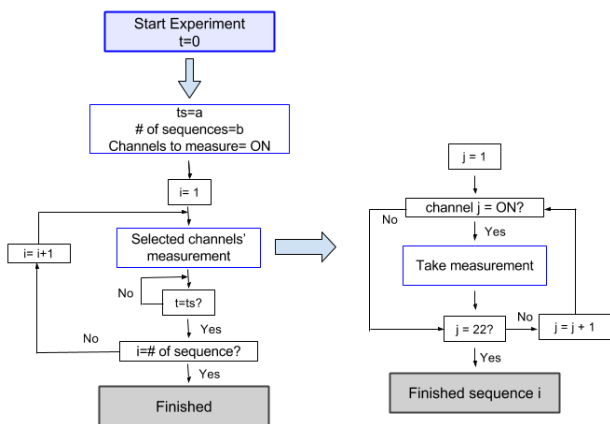 Start Experiment
t=0
ts=a
# of sequences=b
Channels to measure= ON
i= 1
Selected channels'
measurement
i= i+1
No
t=ts?
Yes
No
i=# of sequence?
Yes
Finished
j = 1
channel j = ON?
No
Yes
Take measurement
j = 22?
No
j = j + 1
Yes
Finished sequence i